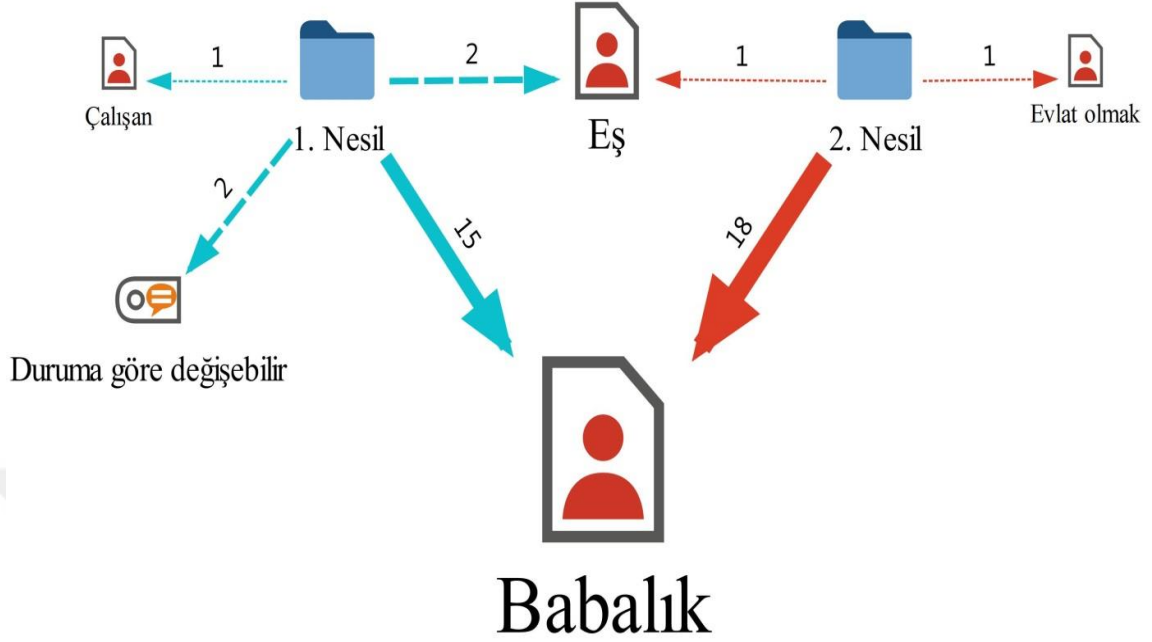 1
2
1
1
Çalışan
1. Nesil
Eş
2. Nesil
Evlat olmak
2
15
18
Duruma göre değişebilir
Babalık